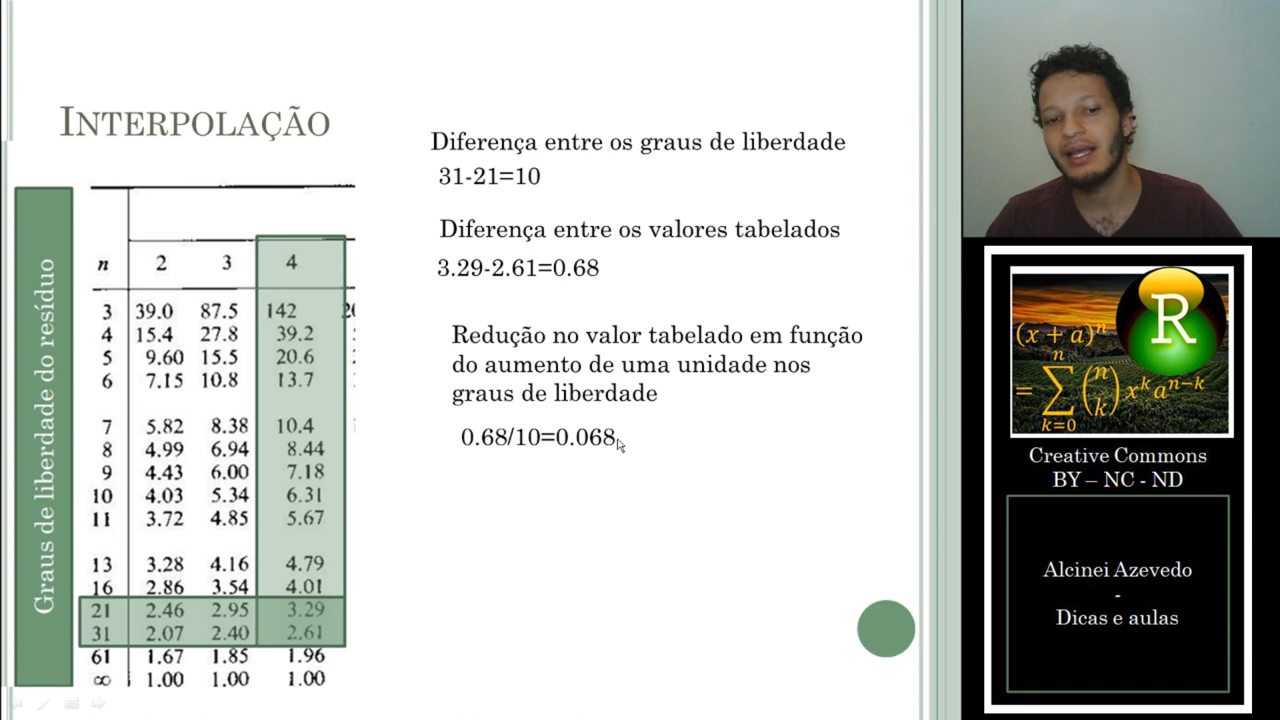 INTERPOLAÇÃO
Graus de liberdade do resíduo
n 2 3 4
3 39.0 87.5 142
4 15.4 27.8 39.2
5 9.60 15.5 20.6
6 7.15 10.8 13.7
7 5.82 8.38 10.4
8 4.99 6.94 8.44
9 4.43 6.00 7.18
10 4.03 5.34 6.31
11 3.72 4.85 5.67
13 3.28 4.16 4.79
16 2.86 3.54 4.01
21 2.46 2.95 3.29
31 2.07 2.40 2.61
61 1.67 1.85 1.96
∞ 1.00 1.00 1.00
Diferença entre os graus de liberdade
31-21=10
Diferença entre os valores tabelados
3.29-2.61=0.68
Redução no valor tabelado em função
do aumento de uma unidade nos
graus de liberdade
0.68/10=0.068
R
(x + a)^n
n
= ∑ (n k) x^k a^{n-k}
k=0
Creative Commons
BY – NC - ND
Alcinei Azevedo
-
Dicas e aulas